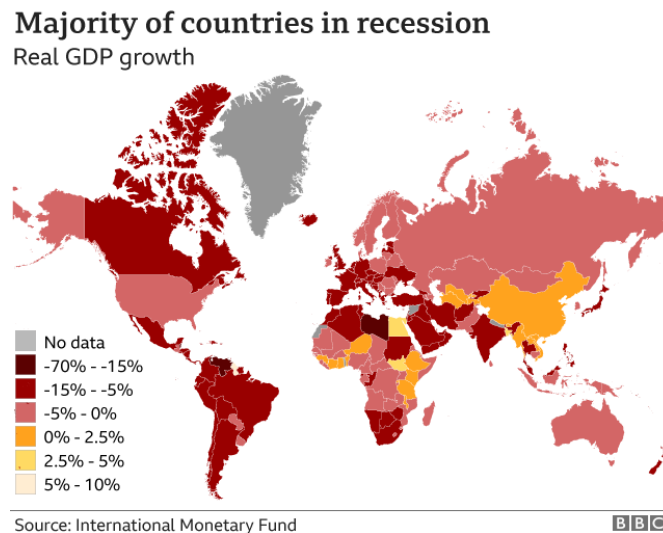 Majority of countries in recession
Real GDP growth
No data
-70% - -15%
-15% - -5%
-5% - 0%
0% - 2.5%
2.5% - 5%
5% - 10%
Source: International Monetary Fund
BBC